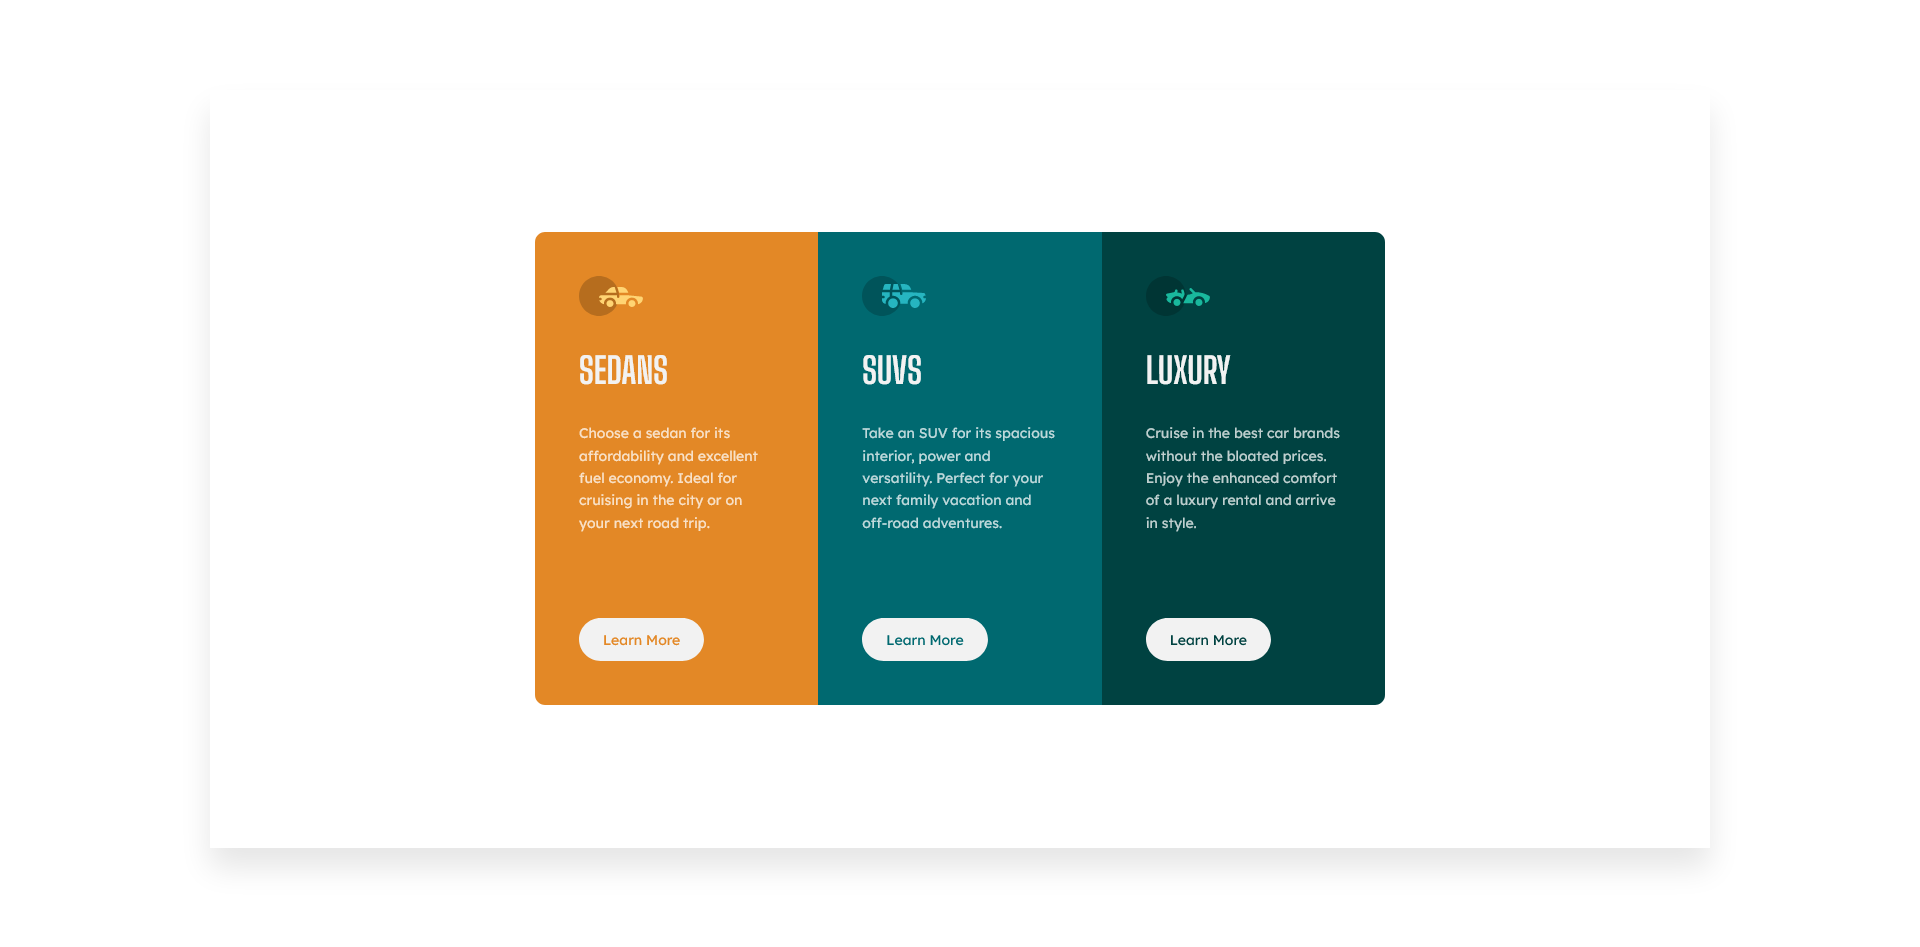 SEDANS
Choose a sedan for its
affordability and excellent
fuel economy. Ideal for
cruising in the city or on
your next road trip.
Learn More
SUVS
Take an SUV for its spacious
interior, power and
versatility. Perfect for your
next family vacation and
off-road adventures.
Learn More
LUXURY
Cruise in the best car brands
without the bloated prices.
Enjoy the enhanced comfort
of a luxury rental and arrive
in style.
Learn More